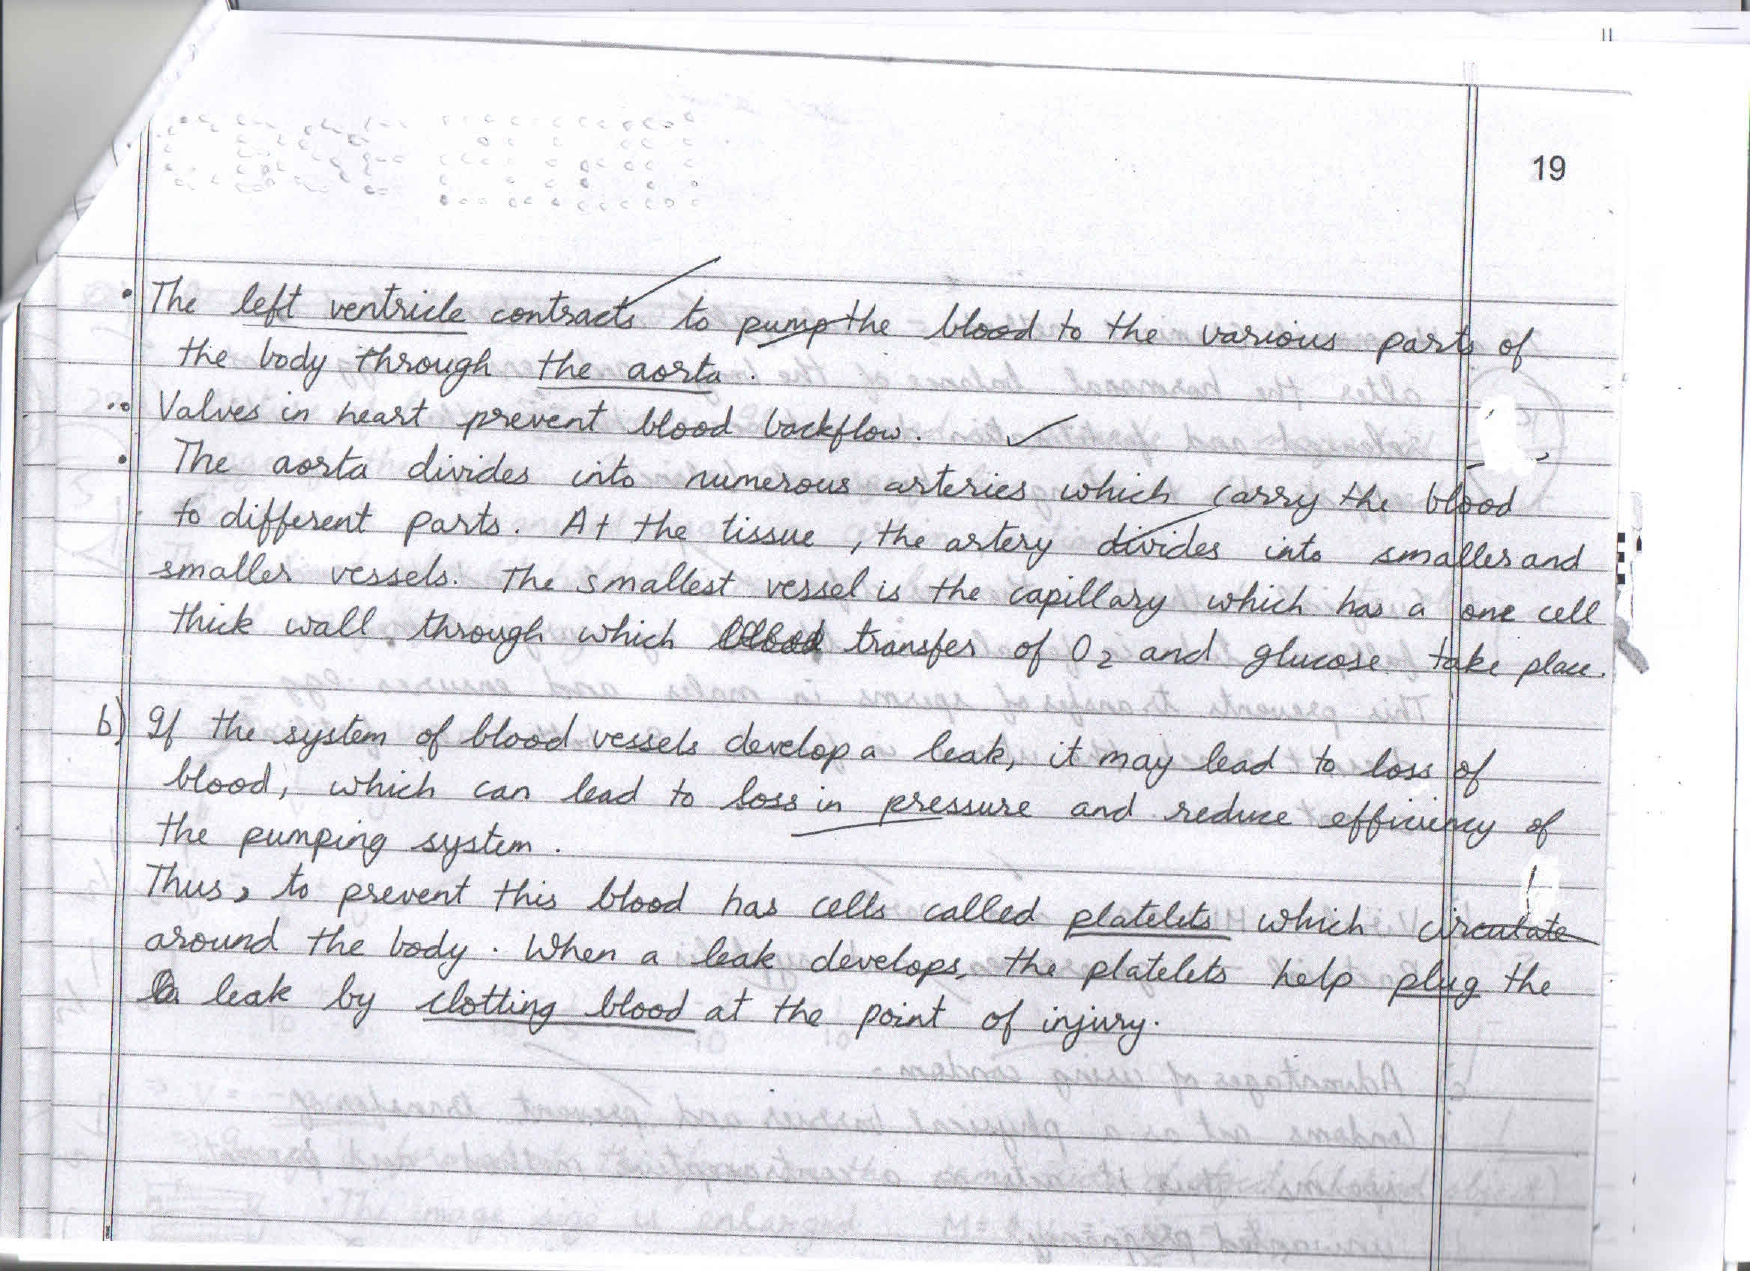 19
• The left ventricle contracts to pump the blood to the various parts of
the body through the aorta.
• Valves in heart prevent blood backflow.
• The aorta divides into numerous arteries which carry the blood
to different parts. At the tissue, the artery divides into smaller and
smaller vessels. The smallest vessel is the capillary which has a one cell
thick wall through which transfer of O2 and glucose take place.
b) If the system of blood vessels develop a leak, it may lead to loss of
blood, which can lead to loss in pressure and reduce efficiency of
the pumping system.
Thus, to prevent this blood has cells called platelets which circulate
around the body. When a leak develops, the platelets help plug the
leak by clotting blood at the point of injury.